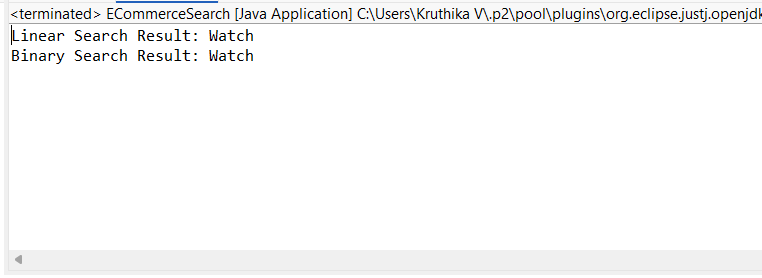 <terminated> ECommerceSearch [Java Application] C:\Users\Kruthika V\.p2\pool\plugins\org.eclipse.justj.openjdk
Linear Search Result: Watch
Binary Search Result: Watch